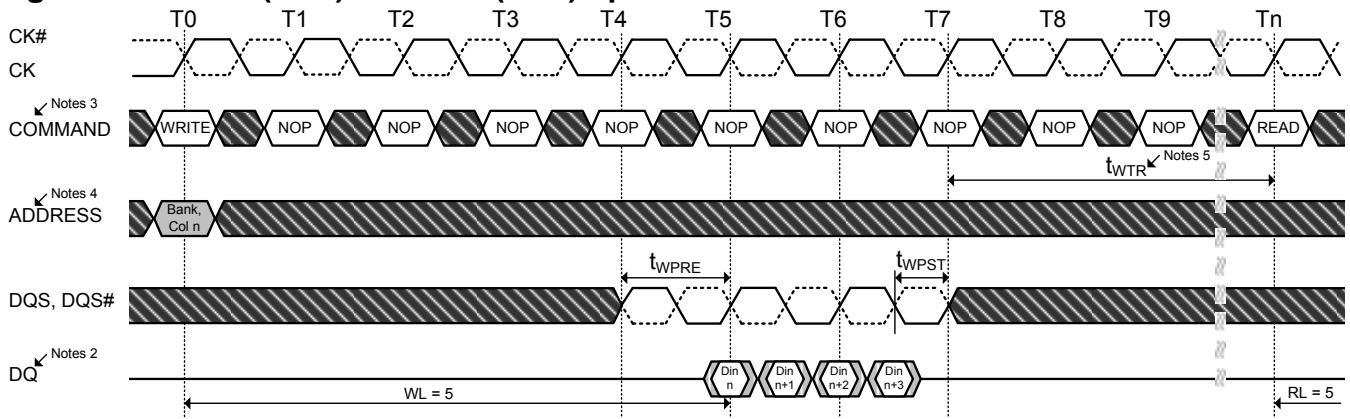 T0 T1 T2 T3 T4 T5 T6 T7 T8 T9 Tn
CK#
CK
Notes 3
COMMAND WRITE NOP NOP NOP NOP NOP NOP NOP NOP NOP READ
tWTR Notes 5
Notes 4
ADDRESS
Bank,
Col n
tWPRE tWPST
DQS, DQS#
Notes 2
DQ
Din Din Din Din
n n+1 n+2 n+3
WL = 5 RL = 5